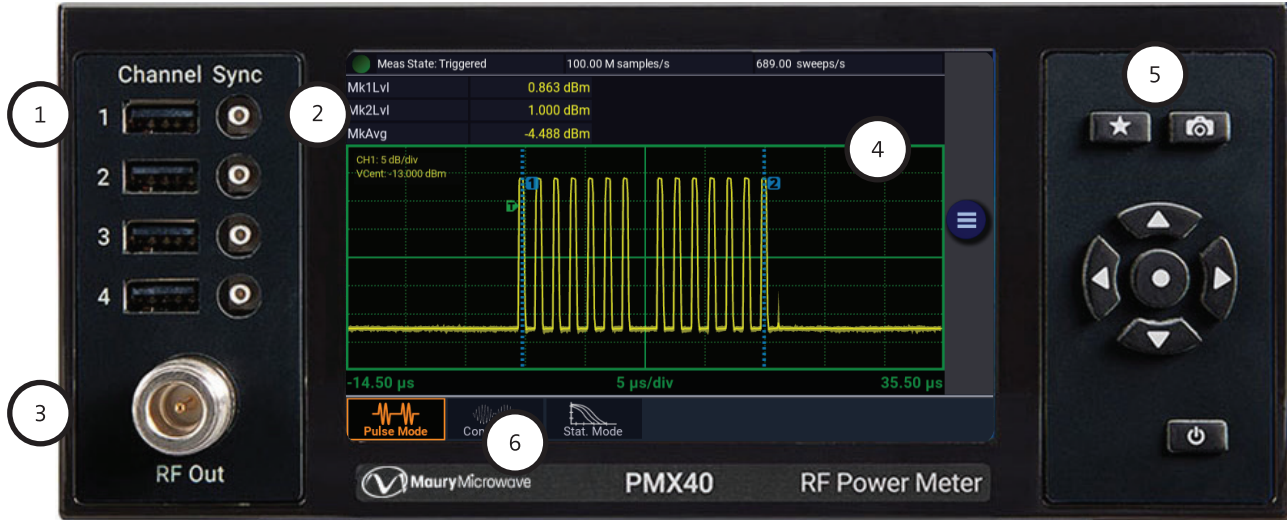 Channel Sync
1
1
2
3
4
3
RF Out
2
Meas State: Triggered 100.00 M samples/s 689.00 sweeps/s
Mk1Lvl 0.863 dBm
Mk2Lvl 1.000 dBm
MkAvg -4.488 dBm
4
CH1: 5 dB/div
VCent: -13.000 dBm
1 2
T
-14.50 µs 5 µs/div 35.50 µs
Pulse Mode Stat. Mode
6
MauryMicrowave PMX40 RF Power Meter
5